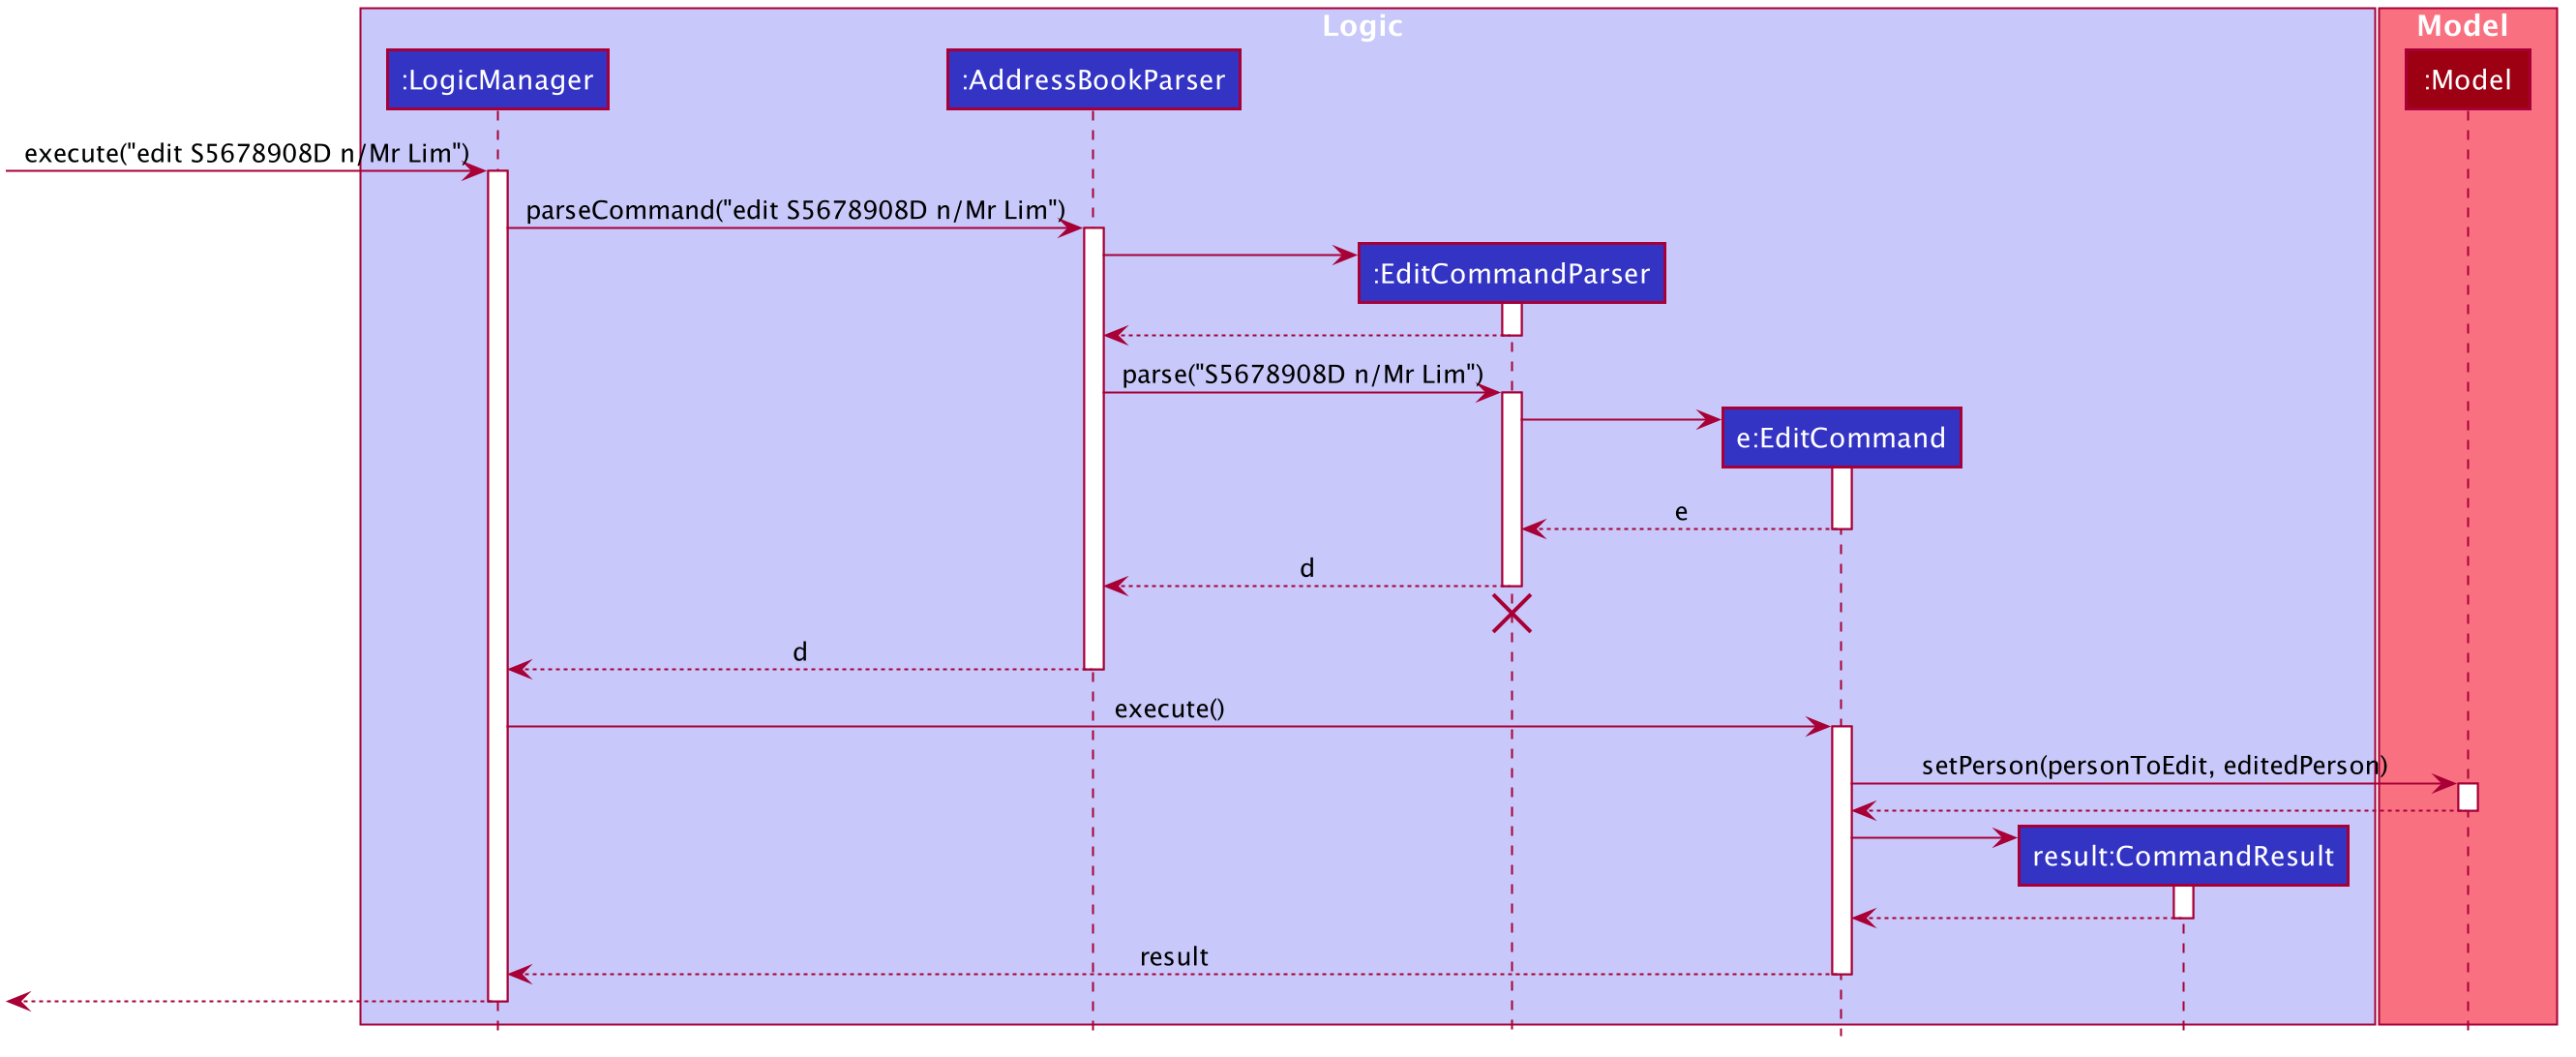 Logic
Model
:LogicManager
:AddressBookParser
:Model
execute("edit S5678908D n/Mr Lim")
parseCommand("edit S5678908D n/Mr Lim")
:EditCommandParser
parse("S5678908D n/Mr Lim")
e:EditCommand
e
d
d
execute()
setPerson(personToEdit, editedPerson)
result:CommandResult
result